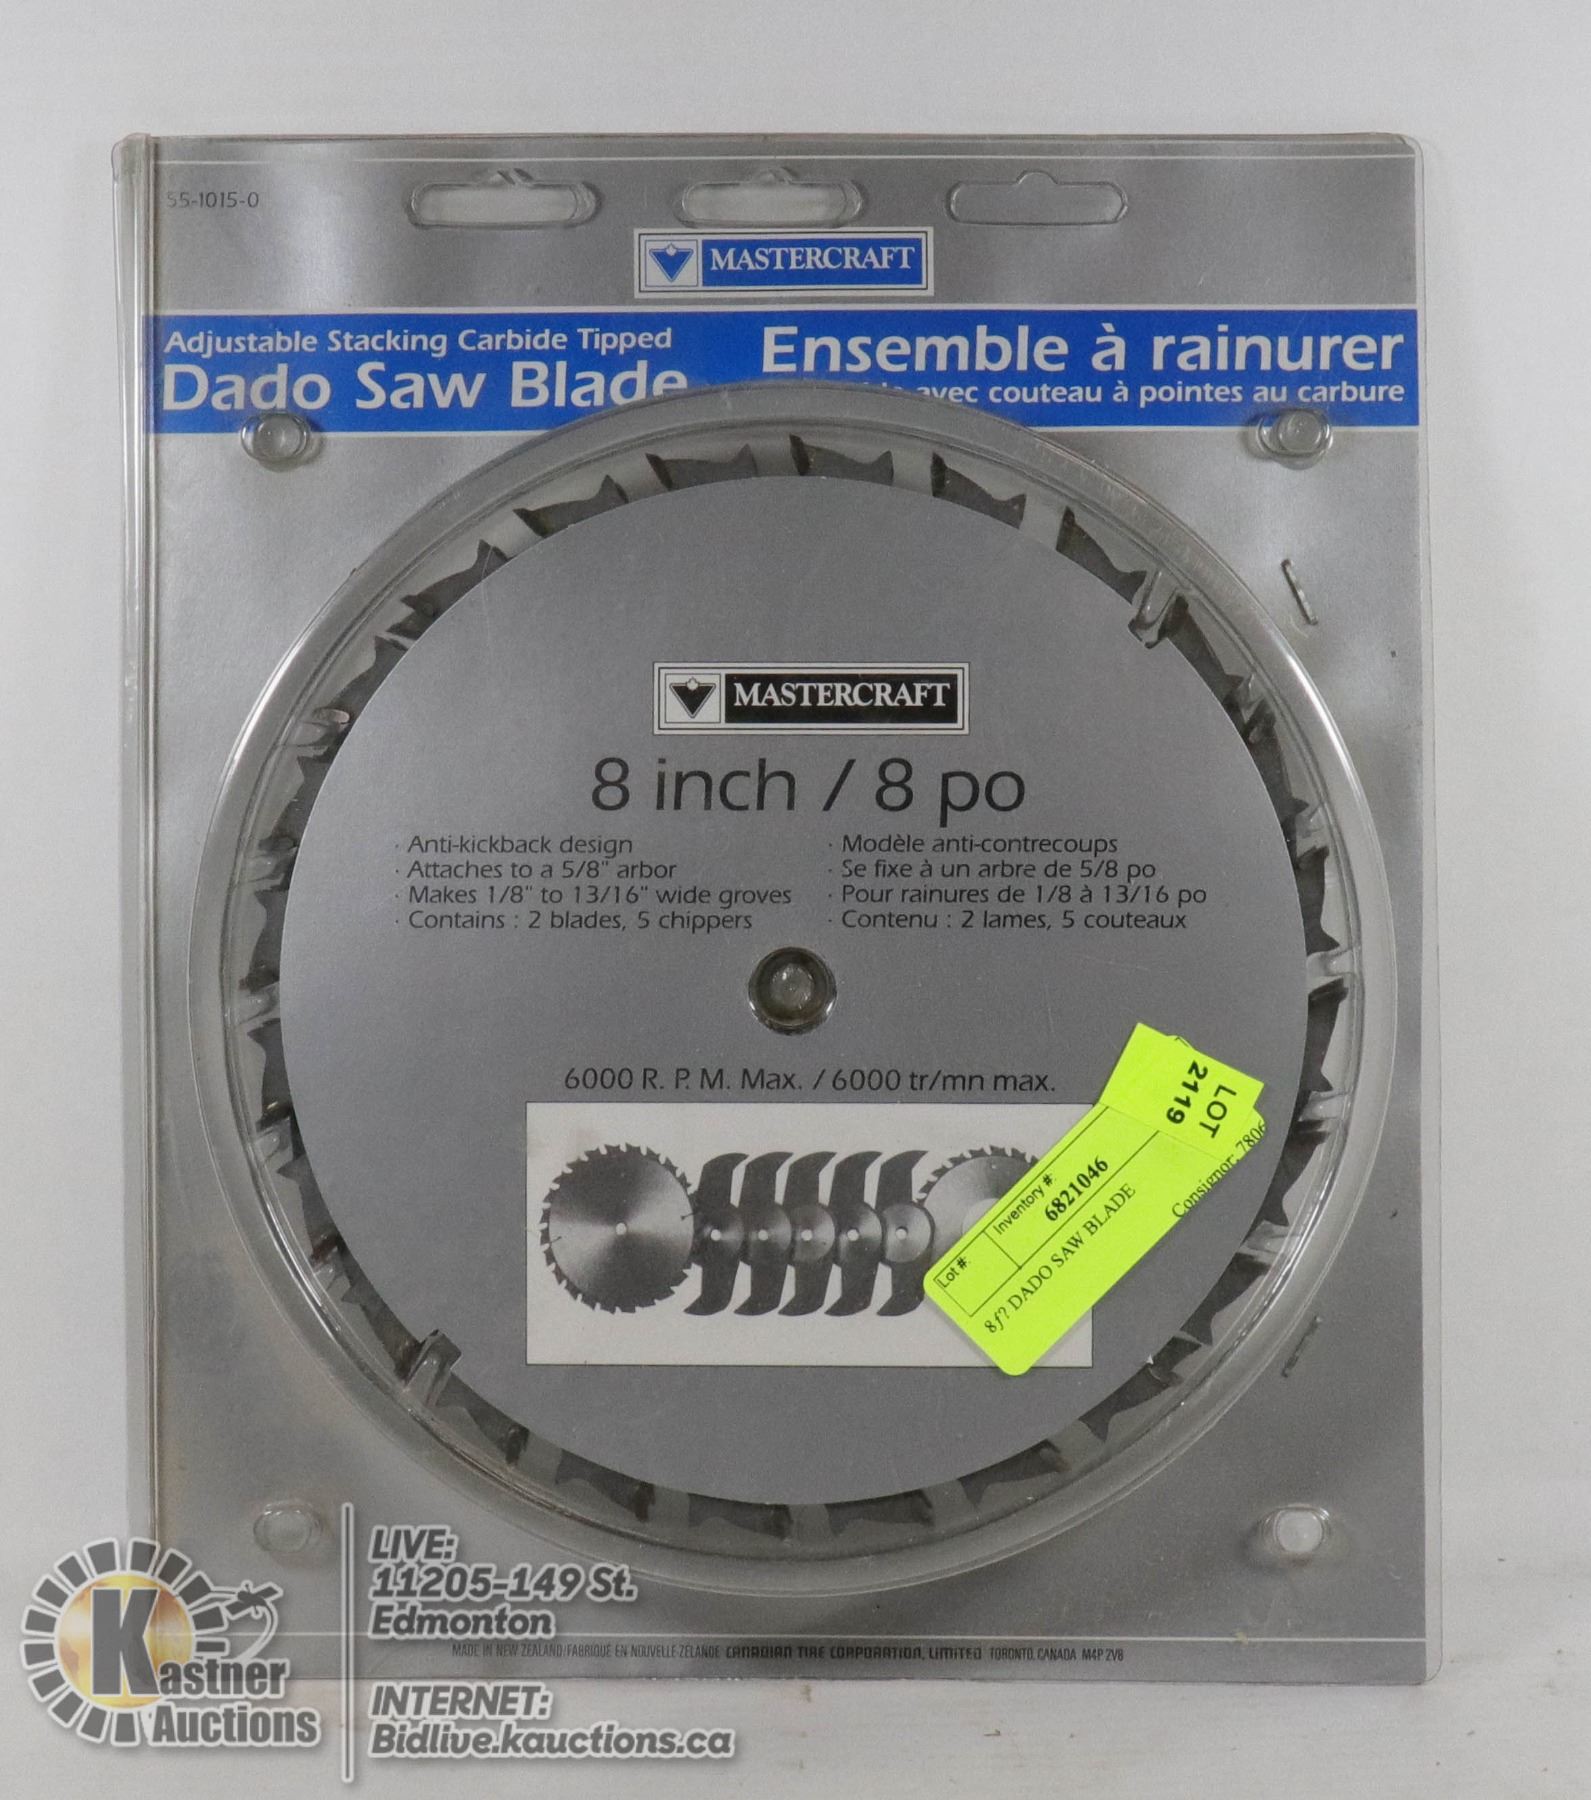 55-1015-0
MASTERCRAFT
Adjustable Stacking Carbide Tipped
Dado Saw Blade
Ensemble à rainurer
avec couteau à pointes au carbure
MASTERCRAFT
8 inch / 8 po
· Anti-kickback design
· Attaches to a 5/8" arbor
· Makes 1/8" to 13/16" wide groves
· Contains : 2 blades, 5 chippers
· Modèle anti-contrecoups
· Se fixe à un arbre de 5/8 po
· Pour rainures de 1/8 à 13/16 po
· Contenu : 2 lames, 5 couteaux
6000 R. P. M. Max. / 6000 tr/mn max.
LOT
2119
Lot #:
Inventory #:
6821046
8ƒ? DADO SAW BLADE
Consignor: 7806
MADE IN NEW ZEALAND/FABRIQUÉ EN NOUVELLE-ZÉLANDE CANADIAN TIRE CORPORATION, LIMITED TORONTO, CANADA M4P 2V8
Kastner
Auctions
LIVE:
11205-149 St.
Edmonton
INTERNET:
Bidlive.kauctions.ca